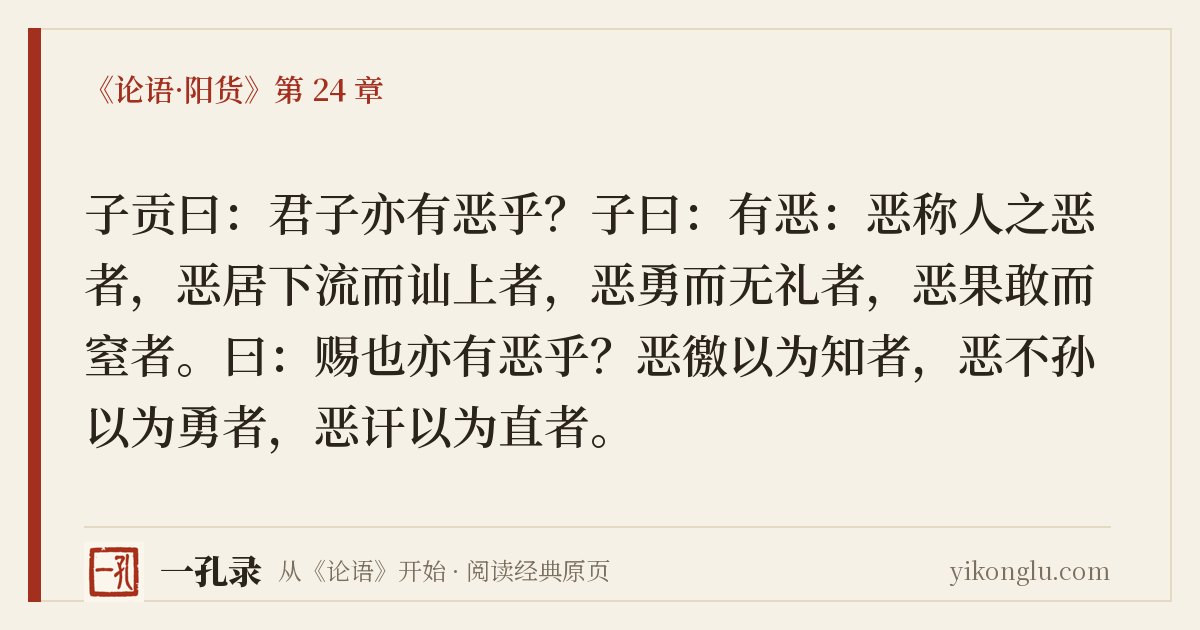 《论语·阳货》第 24 章
子贡曰：君子亦有恶乎？子曰：有恶：恶称人之恶
者，恶居下流而讪上者，恶勇而无礼者，恶果敢而
窒者。曰：赐也亦有恶乎？恶徼以为知者，恶不孙
以为勇者，恶讦以为直者。
一孔
一孔录 从《论语》开始 · 阅读经典原页 yikonglu.com